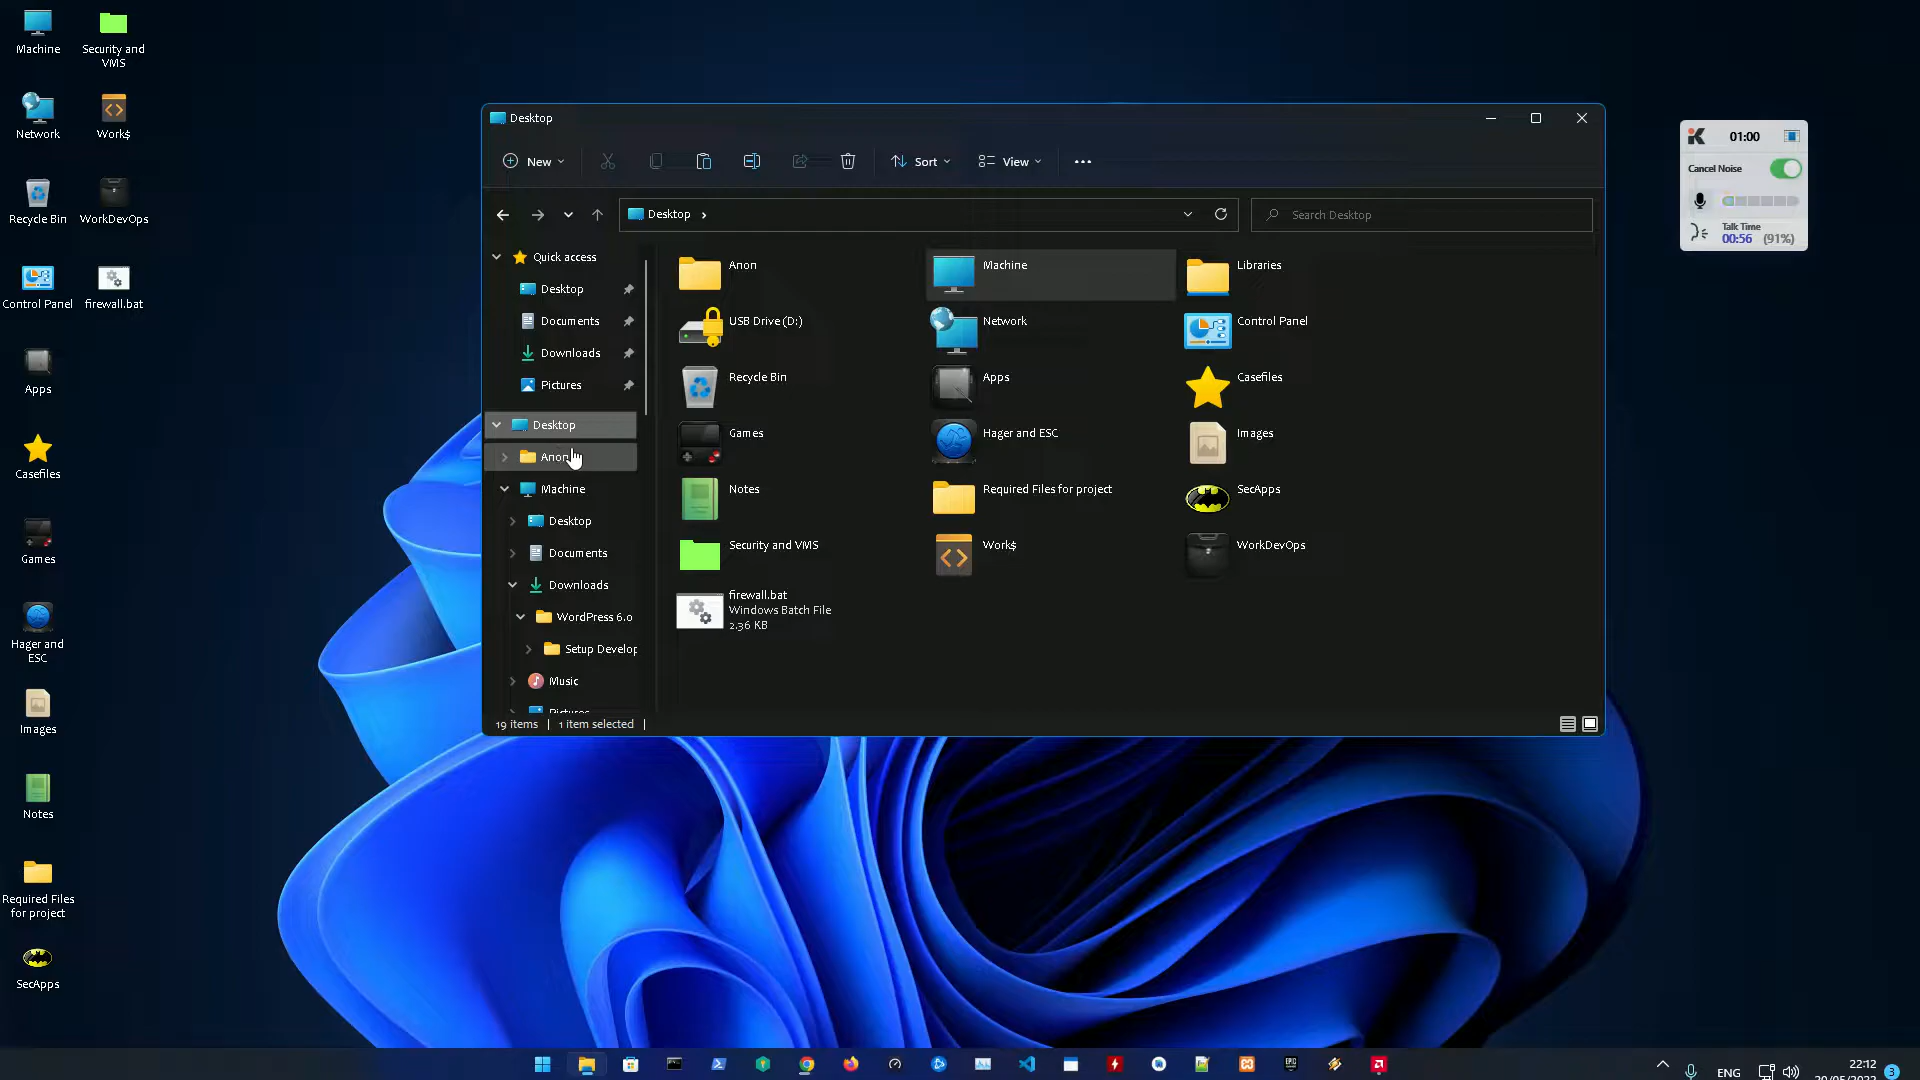 Machine
Security and
VMS
Network
Work$
Recycle Bin
WorkDevOps
Control Panel
firewall.bat
Apps
Casefiles
Games
Hager and
ESC
Images
Notes
Required Files
for project
SecApps
Desktop
New
Sort
View
Desktop
Search Desktop
Quick access
Desktop
Documents
Downloads
Pictures
Desktop
Anon
Machine
Desktop
Documents
Downloads
WordPress 6.0
Setup Develop
Music
Pictures
Anon
Machine
Libraries
USB Drive (D:)
Network
Control Panel
Recycle Bin
Apps
Casefiles
Games
Hager and ESC
Images
Notes
Required Files for project
SecApps
Security and VMS
Work$
WorkDevOps
firewall.bat
Windows Batch File
2.36 KB
19 items
1 item selected
01:00
Cancel Noise
Talk Time
00:56 (91%)
ENG
22:12
20/05/2022
3